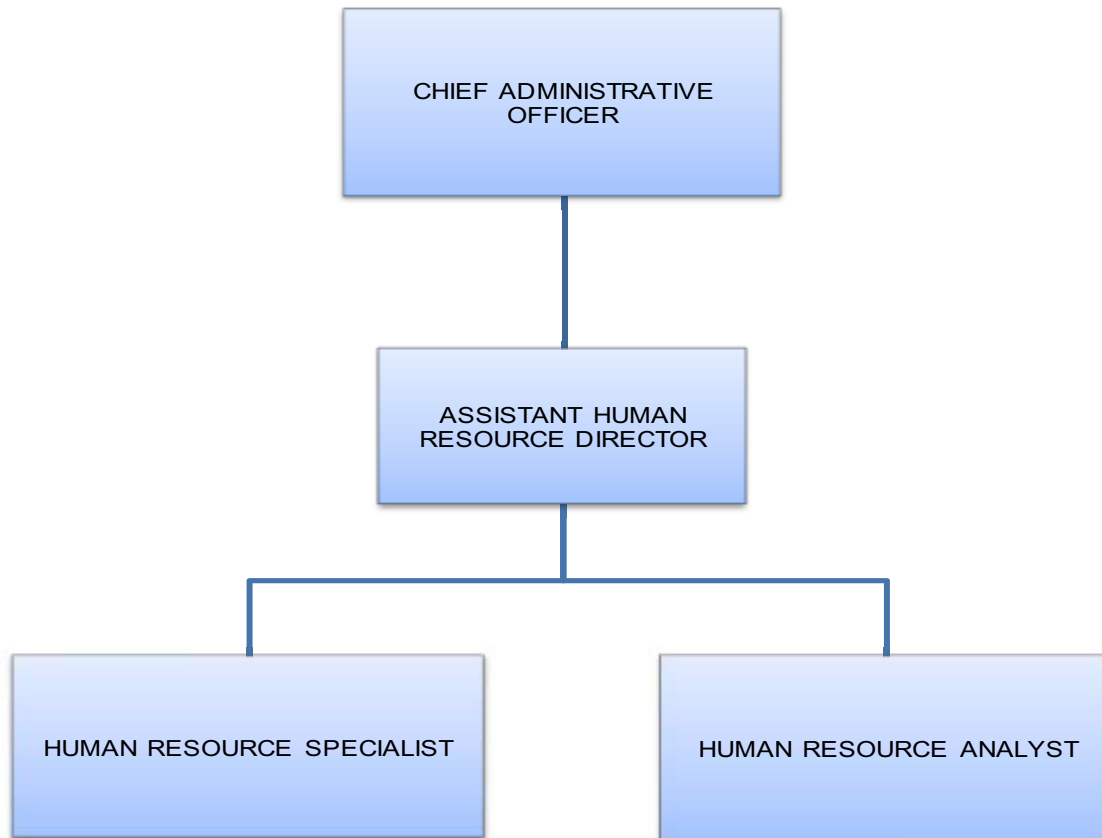 CHIEF ADMINISTRATIVE
OFFICER
ASSISTANT HUMAN
RESOURCE DIRECTOR
HUMAN RESOURCE SPECIALIST
HUMAN RESOURCE ANALYST